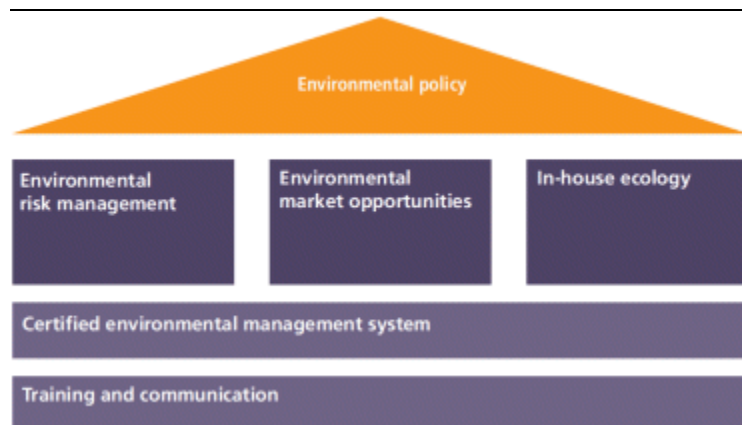 Environmental policy
Environmental
risk management
Environmental
market opportunities
In-house ecology
Certified environmental management system
Training and communication